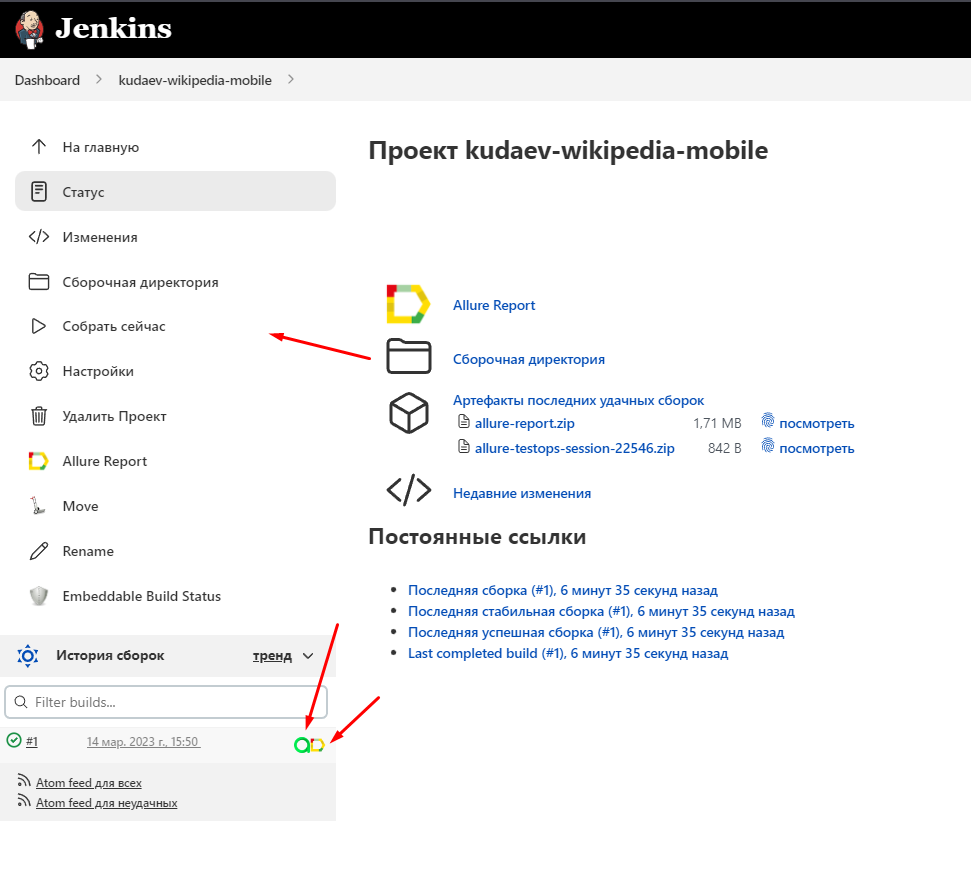 Jenkins
Dashboard
kudaev-wikipedia-mobile
На главную
Статус
Изменения
Сборочная директория
Собрать сейчас
Настройки
Удалить Проект
Allure Report
Move
Rename
Embeddable Build Status
История сборок
тренд
Filter builds...
#1
14 мар. 2023 г., 15:50
Atom feed для всех
Atom feed для неудачных
Проект kudaev-wikipedia-mobile
Allure Report
Сборочная директория
Артефакты последних удачных сборок
allure-report.zip 1,71 MB посмотреть
allure-testops-session-22546.zip 842 B посмотреть
Недавние изменения
Постоянные ссылки
Последняя сборка (#1), 6 минут 35 секунд назад
Последняя стабильная сборка (#1), 6 минут 35 секунд назад
Последняя успешная сборка (#1), 6 минут 35 секунд назад
Last completed build (#1), 6 минут 35 секунд назад